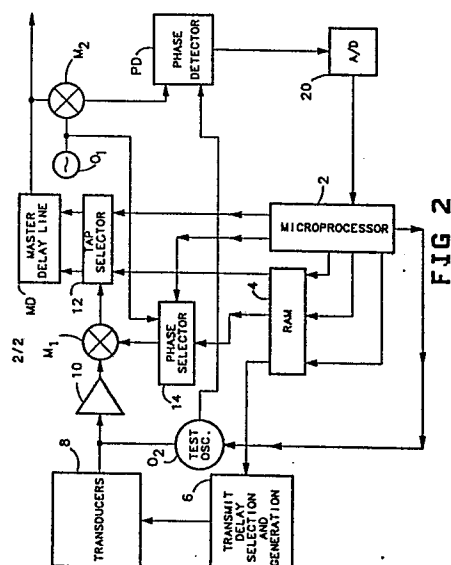 2/2
8
TRANSDUCERS
10
M1
MD
MASTER
DELAY LINE
12
TAP
SELECTOR
O1
M2
PD
PHASE
DETECTOR
20
A/D
14
PHASE
SELECTOR
O2
TEST
OSC.
6
TRANSMIT
DELAY
SELECTION
AND
GENERATION
4
RAM
2
MICROPROCESSOR
FIG 2